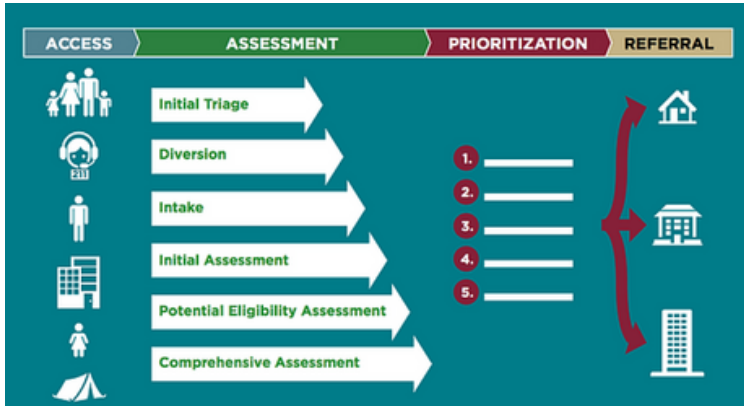 ACCESS
ASSESSMENT
PRIORITIZATION
REFERRAL
Initial Triage
Diversion
Intake
Initial Assessment
Potential Eligibility Assessment
Comprehensive Assessment
211
1.
2.
3.
4.
5.